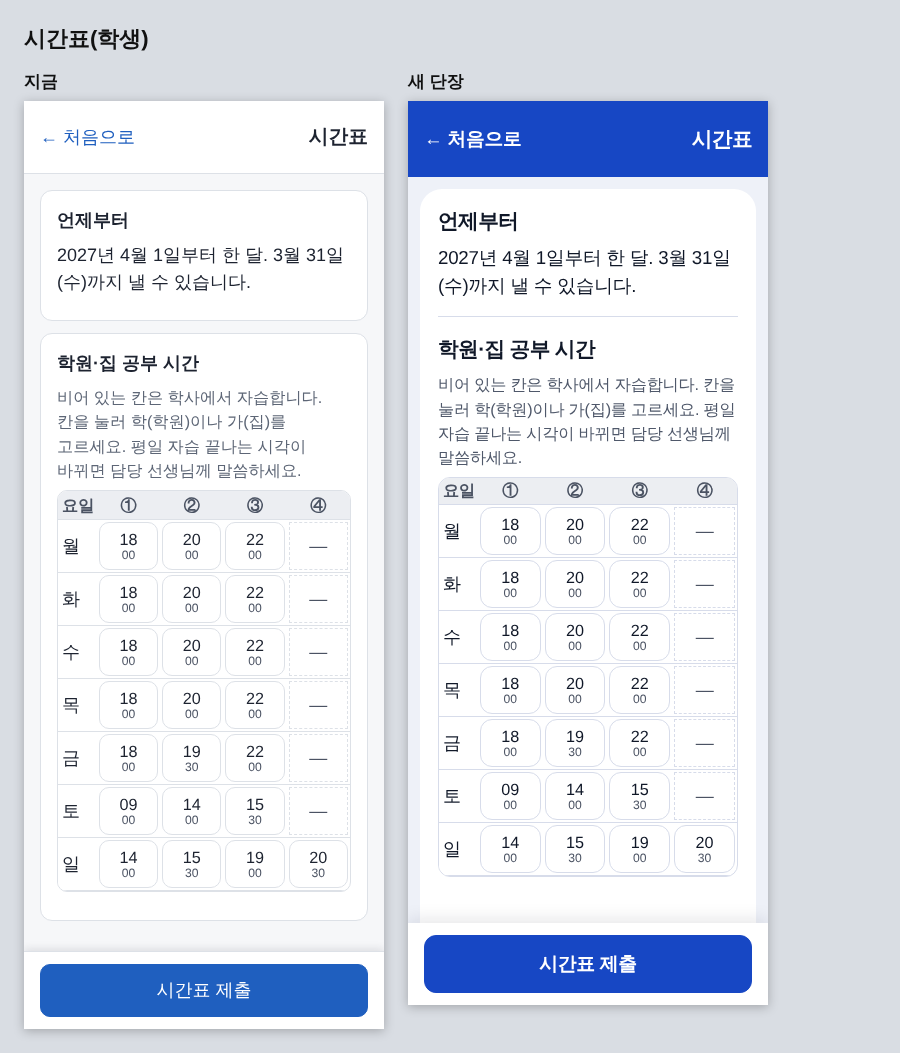 시간표(학생)
지금
← 처음으로 시간표
언제부터
2027년 4월 1일부터 한 달. 3월 31일
(수)까지 낼 수 있습니다.
학원·집 공부 시간
비어 있는 칸은 학사에서 자습합니다.
칸을 눌러 학(학원)이나 가(집)를
고르세요. 평일 자습 끝나는 시각이
바뀌면 담당 선생님께 말씀하세요.
요일 ① ② ③ ④
월 18 00 20 00 22 00 —
화 18 00 20 00 22 00 —
수 18 00 20 00 22 00 —
목 18 00 20 00 22 00 —
금 18 00 19 30 22 00 —
토 09 00 14 00 15 30 —
일 14 00 15 30 19 00 20 30
시간표 제출
새 단장
← 처음으로 시간표
언제부터
2027년 4월 1일부터 한 달. 3월 31일
(수)까지 낼 수 있습니다.
학원·집 공부 시간
비어 있는 칸은 학사에서 자습합니다. 칸을
눌러 학(학원)이나 가(집)를 고르세요. 평일
자습 끝나는 시각이 바뀌면 담당 선생님께
말씀하세요.
요일 ① ② ③ ④
월 18 00 20 00 22 00 —
화 18 00 20 00 22 00 —
수 18 00 20 00 22 00 —
목 18 00 20 00 22 00 —
금 18 00 19 30 22 00 —
토 09 00 14 00 15 30 —
일 14 00 15 30 19 00 20 30
시간표 제출